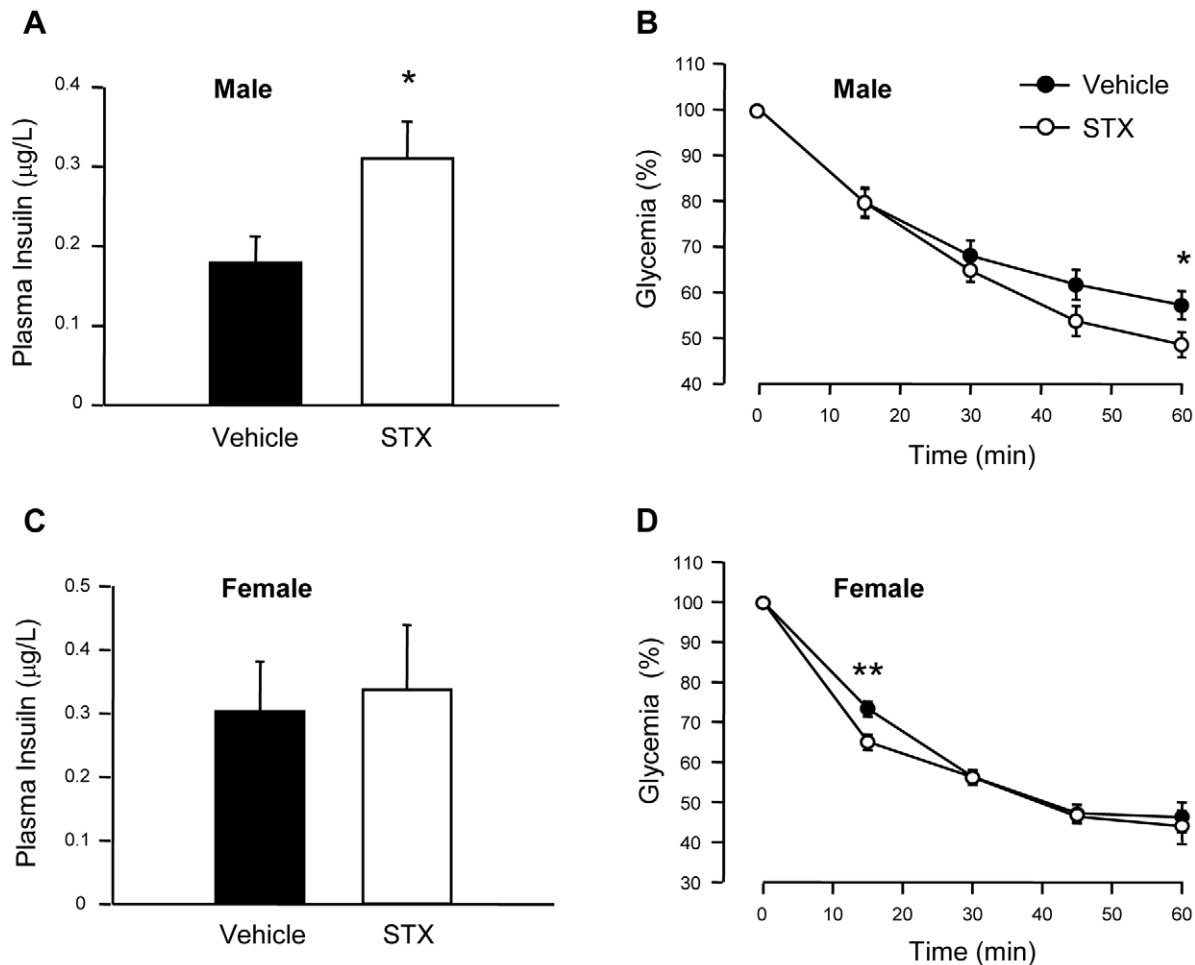 A
Male
*
Plasma Insuiln (µg/L)
0.4
0.3
0.2
0.1
0
Vehicle
STX
B
Male
Vehicle
STX
*
Glycemia (%)
110
100
90
80
70
60
50
40
0 10 20 30 40 50 60
Time (min)
C
Female
Plasma Insuiln (µg/L)
0.5
0.4
0.3
0.2
0.1
0
Vehicle
STX
D
Female
**
Glycemia (%)
110
100
90
80
70
60
50
40
30
0 10 20 30 40 50 60
Time (min)